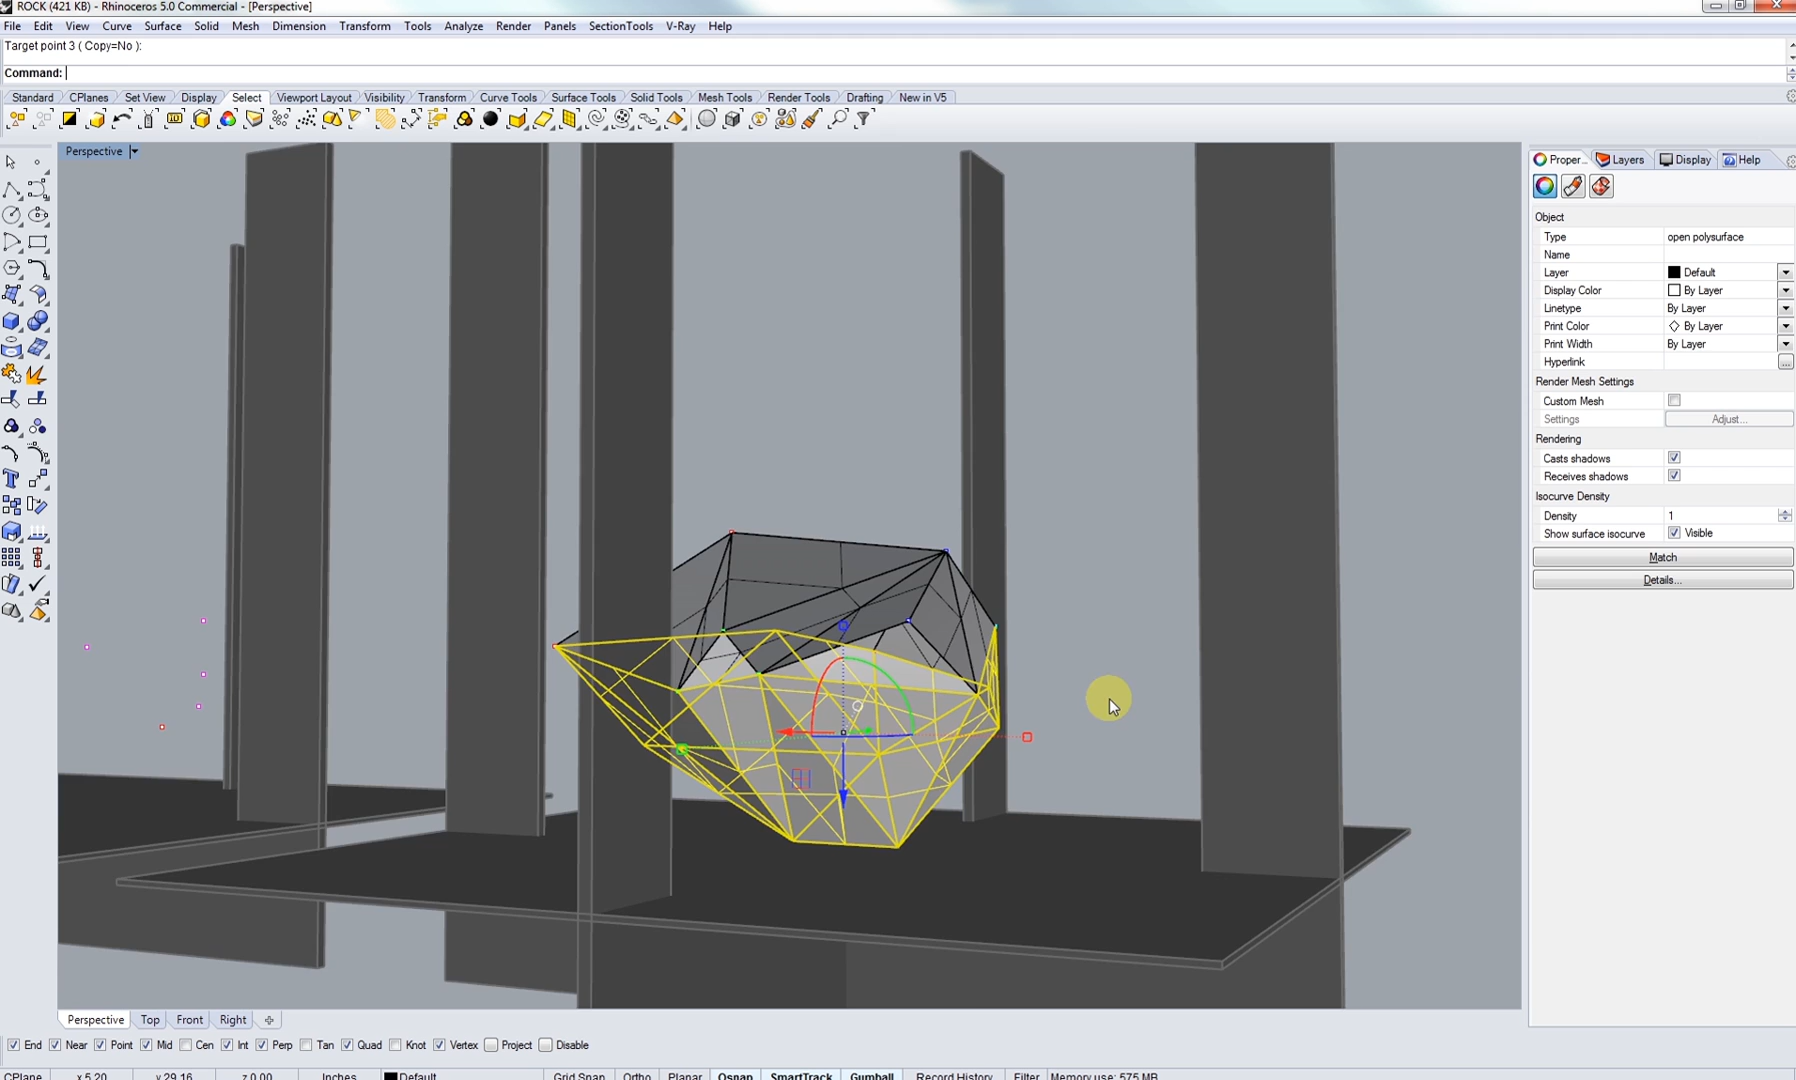 ROCK (421 KB) - Rhinoceros 5.0 Commercial - [Perspective]
File Edit View Curve Surface Solid Mesh Dimension Transform Tools Analyze Render Panels SectionTools V-Ray Help
Target point 3 ( Copy=No ):
Command:
Standard CPlanes Set View Display Select Viewport Layout Visibility Transform Curve Tools Surface Tools Solid Tools Mesh Tools Render Tools Drafting New in V5
Perspective
Proper... Layers Display Help
Object
Type open polysurface
Name
Layer Default
Display Color By Layer
Linetype By Layer
Print Color By Layer
Print Width By Layer
Hyperlink ...
Render Mesh Settings
Custom Mesh
Settings Adjust...
Rendering
Casts shadows
Receives shadows
Isocurve Density
Density 1
Show surface isocurve Visible
Match
Details...
Perspective Top Front Right
End Near Point Mid Cen Int Perp Tan Quad Knot Vertex Project Disable
CPlane x 5.20 y 29.16 z 0.00 Inches Default Grid Snap Ortho Planar Osnap SmartTrack Gumball Record History Filter Memory use: 575 MB